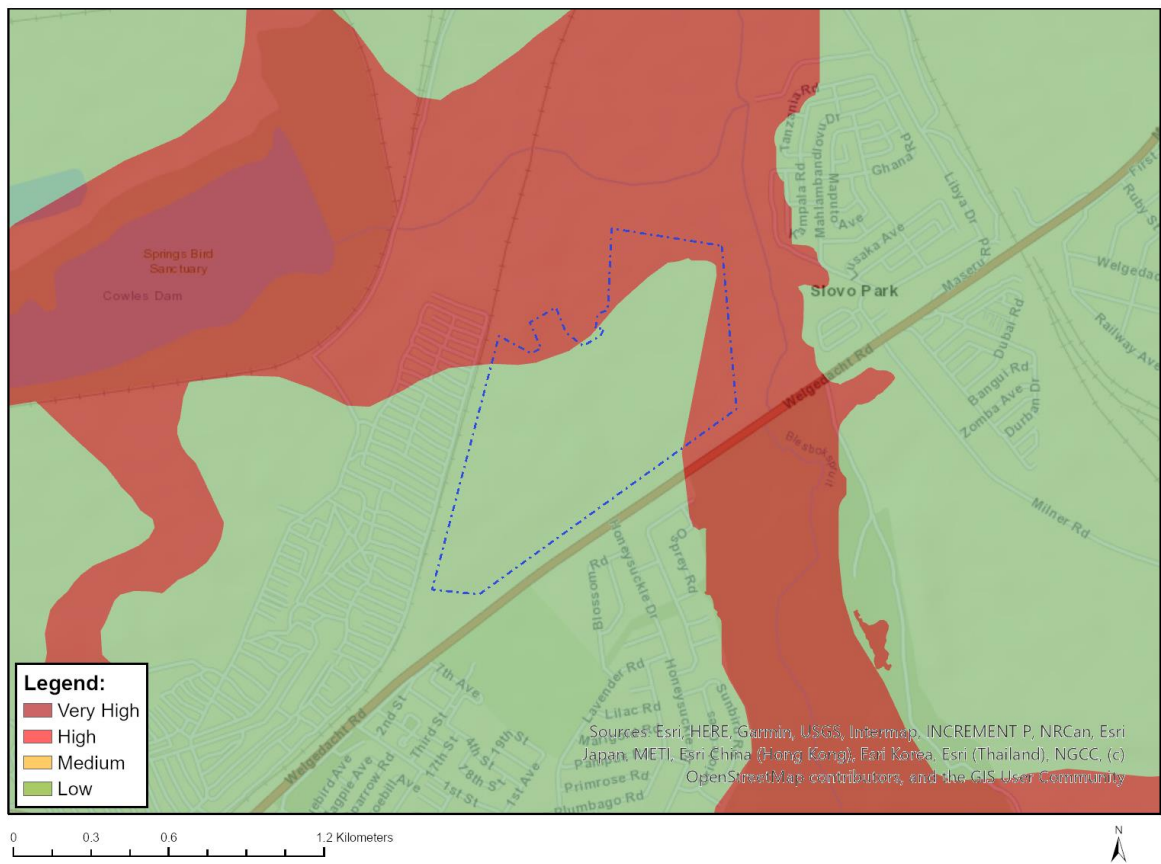 Tanzania Rd
Mahlambandlovu Dr
Maputo
Ghana Rd
Ave
Libya Dr
First
Ruby St
Lusaka Ave
Maseru Rd
Springs Bird
Sanctuary
Cowles Dam
Slovo Park
Dubai Rd
Railway Ave
Welgedacht Rd
Bangui Rd
Zomba Ave
Durban Dr
Blesbokspruit
Milner Rd
Honeysuckle Dr
Osprey Rd
Blossom Rd
7th Ave
Lavender Rd
Honeysuckle
Lilac Rd
2nd St
Third St
19th St
4th St
17th St
78th St
1st St
1st Ave
Primrose Rd
Plumbago Rd
Welgedacht Rd
Legend:
Very High
High
Medium
Low
Sources: Esri, HERE, Garmin, USGS, Intermap, INCREMENT P, NRCan, Esri
Japan, METI, Esri China (Hong Kong), Esri Korea, Esri (Thailand), NGCC, (c)
OpenStreetMap contributors, and the GIS User Community
0 0.3 0.6 1.2 Kilometers
N